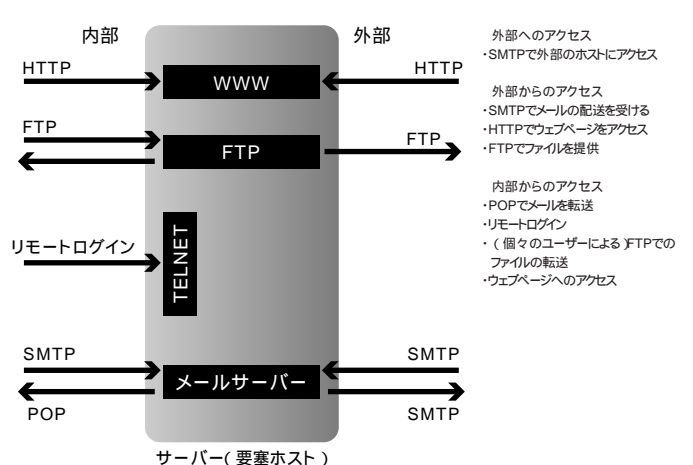 内部
外部
HTTP
WWW
HTTP
FTP
FTP
FTP
リモートログイン
TELNET
SMTP
メールサーバー
SMTP
POP
SMTP
サーバー( 要塞ホスト )
外部へのアクセス
・SMTPで外部のホストにアクセス
外部からのアクセス
・SMTPでメールの配送を受ける
・HTTPでウェブページをアクセス
・FTPでファイルを提供
内部からのアクセス
・POPでメールを転送
・リモートログイン
・( 個々のユーザーによる )FTPでの
ファイルの転送
・ウェブページへのアクセス